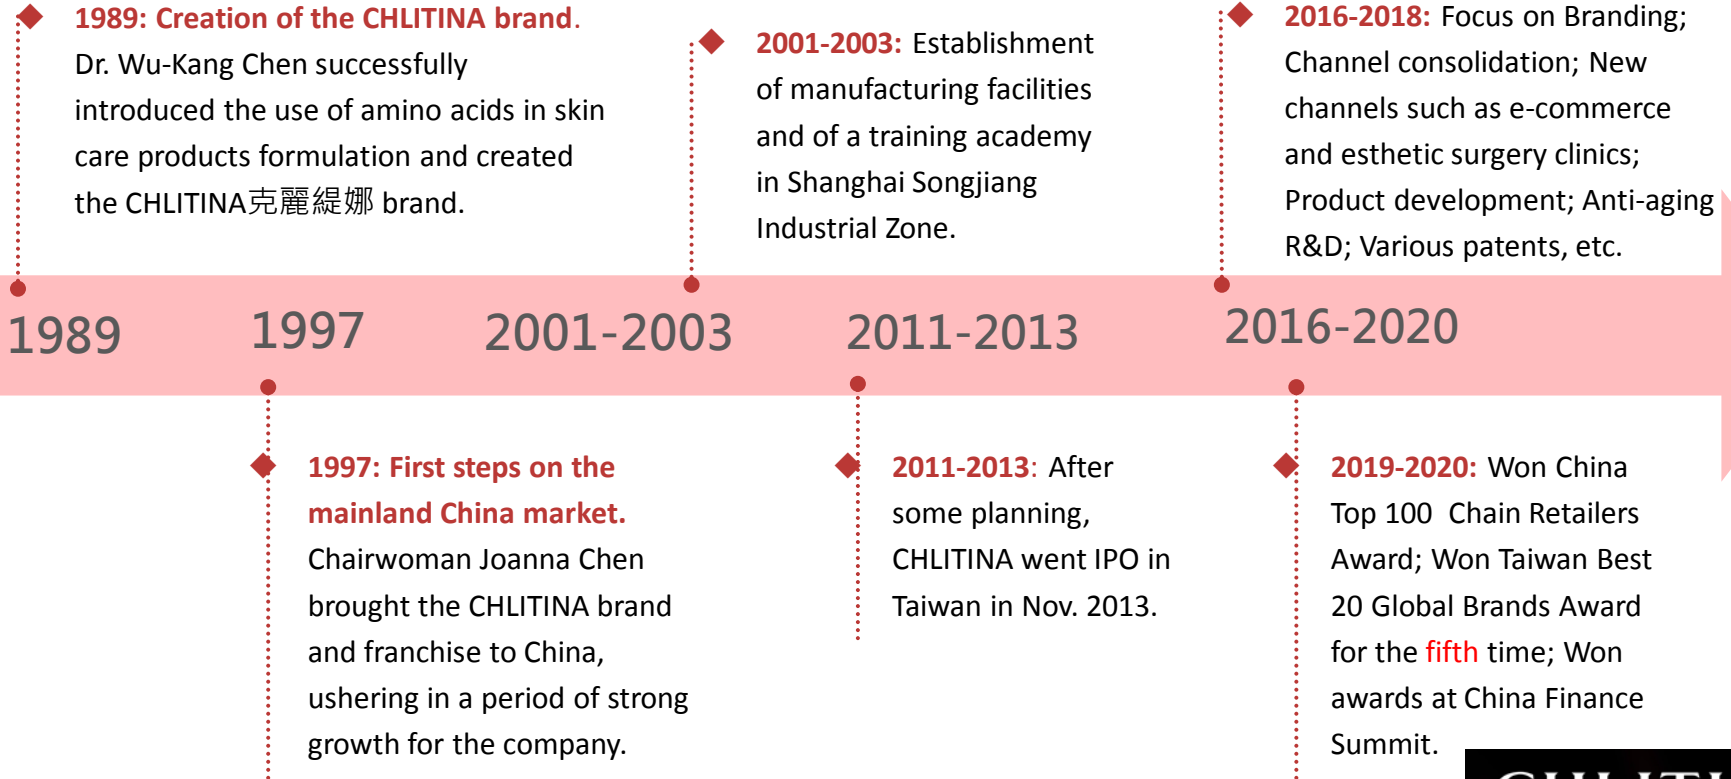 1989: Creation of the CHLITINA brand.
Dr. Wu-Kang Chen successfully
introduced the use of amino acids in skin
care products formulation and created
the CHLITINA克麗緹娜 brand.
2001-2003: Establishment
of manufacturing facilities
and of a training academy
in Shanghai Songjiang
Industrial Zone.
2016-2018: Focus on Branding;
Channel consolidation; New
channels such as e-commerce
and esthetic surgery clinics;
Product development; Anti-aging
R&D; Various patents, etc.
1989
1997
2001-2003
2011-2013
2016-2020
1997: First steps on the
mainland China market.
Chairwoman Joanna Chen
brought the CHLITINA brand
and franchise to China,
ushering in a period of strong
growth for the company.
2011-2013: After
some planning,
CHLITINA went IPO in
Taiwan in Nov. 2013.
2019-2020: Won China
Top 100 Chain Retailers
Award; Won Taiwan Best
20 Global Brands Award
for the fifth time; Won
awards at China Finance
Summit.